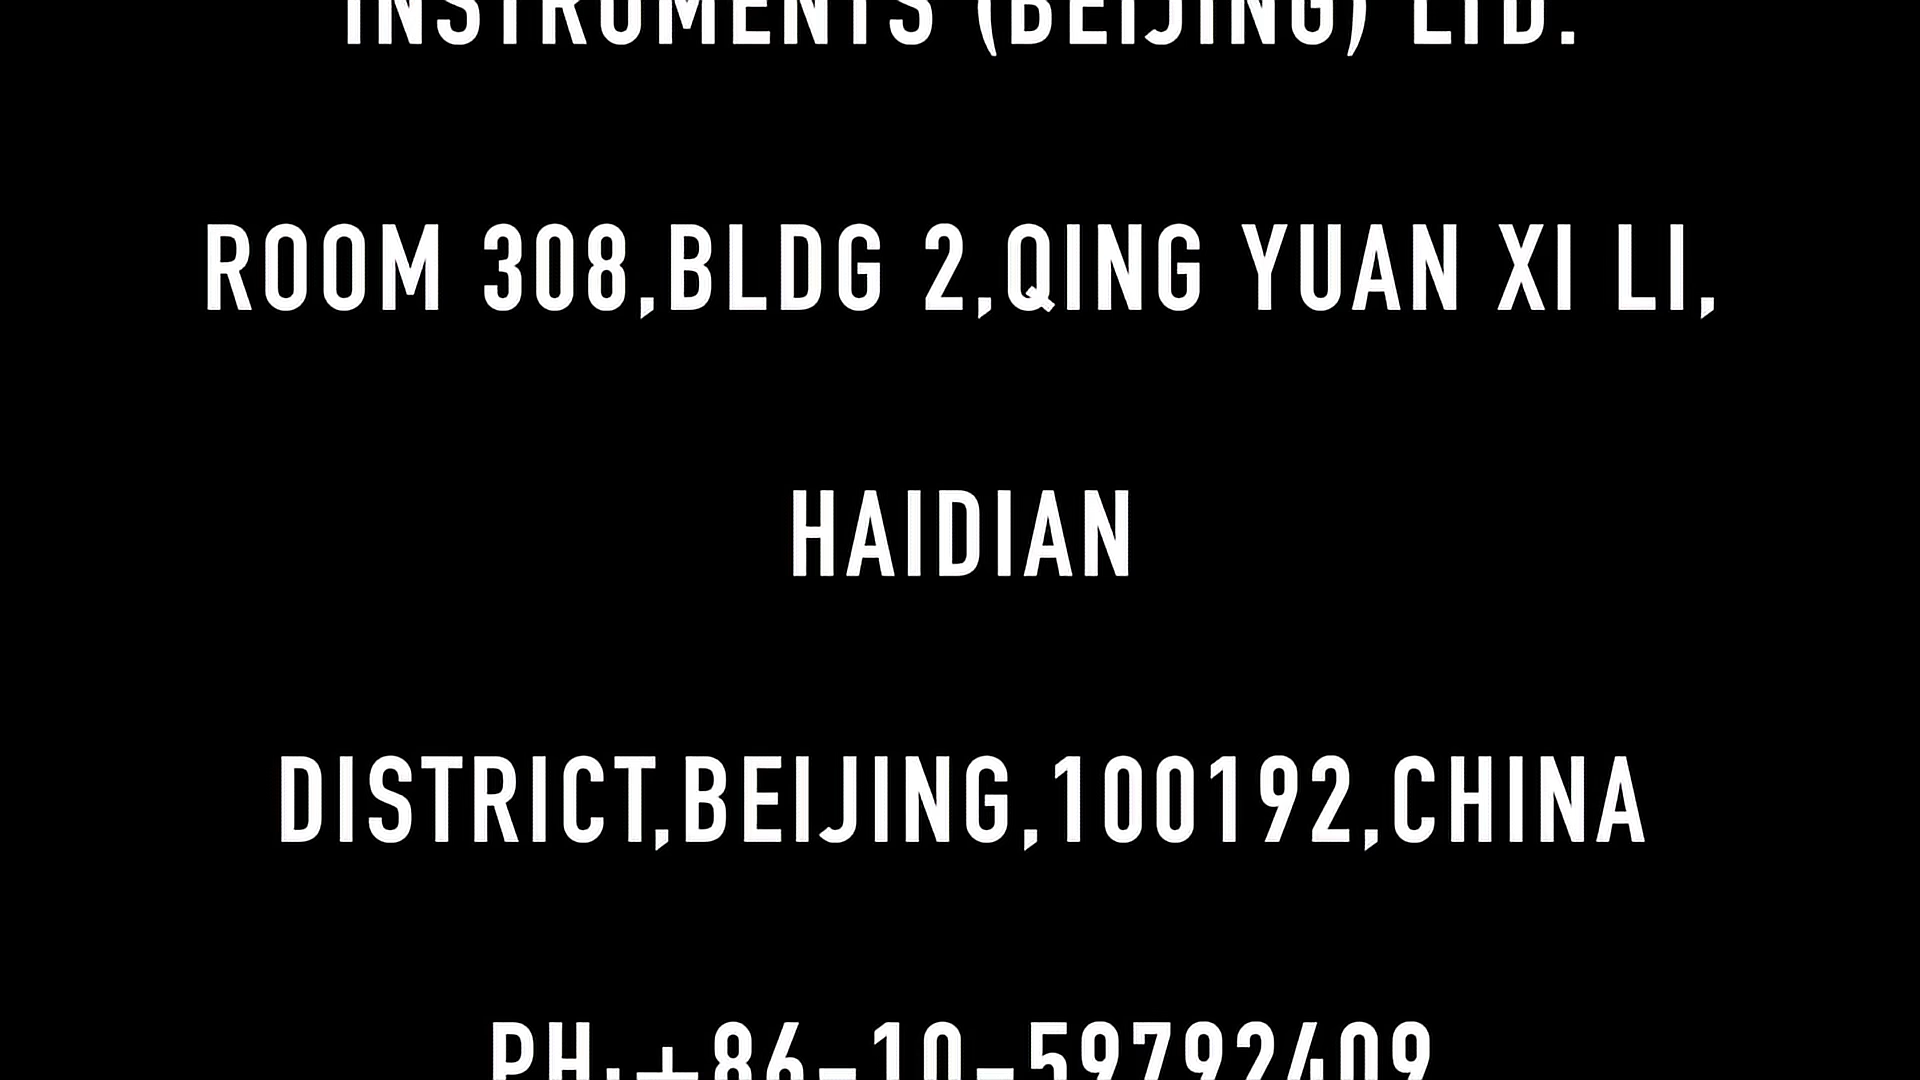 INSTRUMENTS (BEIJING) LTD.
ROOM 308,BLDG 2,QING YUAN XI LI,
HAIDIAN
DISTRICT,BEIJING,100192,CHINA
PH:+86-10-59792409